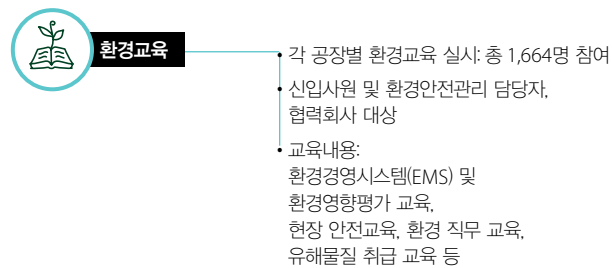 환경교육
• 각 공장별 환경교육 실시: 총 1,664명 참여
• 신입사원 및 환경안전관리 담당자,
협력회사 대상
• 교육내용:
환경경영시스템(EMS) 및
환경영향평가 교육,
현장 안전교육, 환경 직무 교육,
유해물질 취급 교육 등